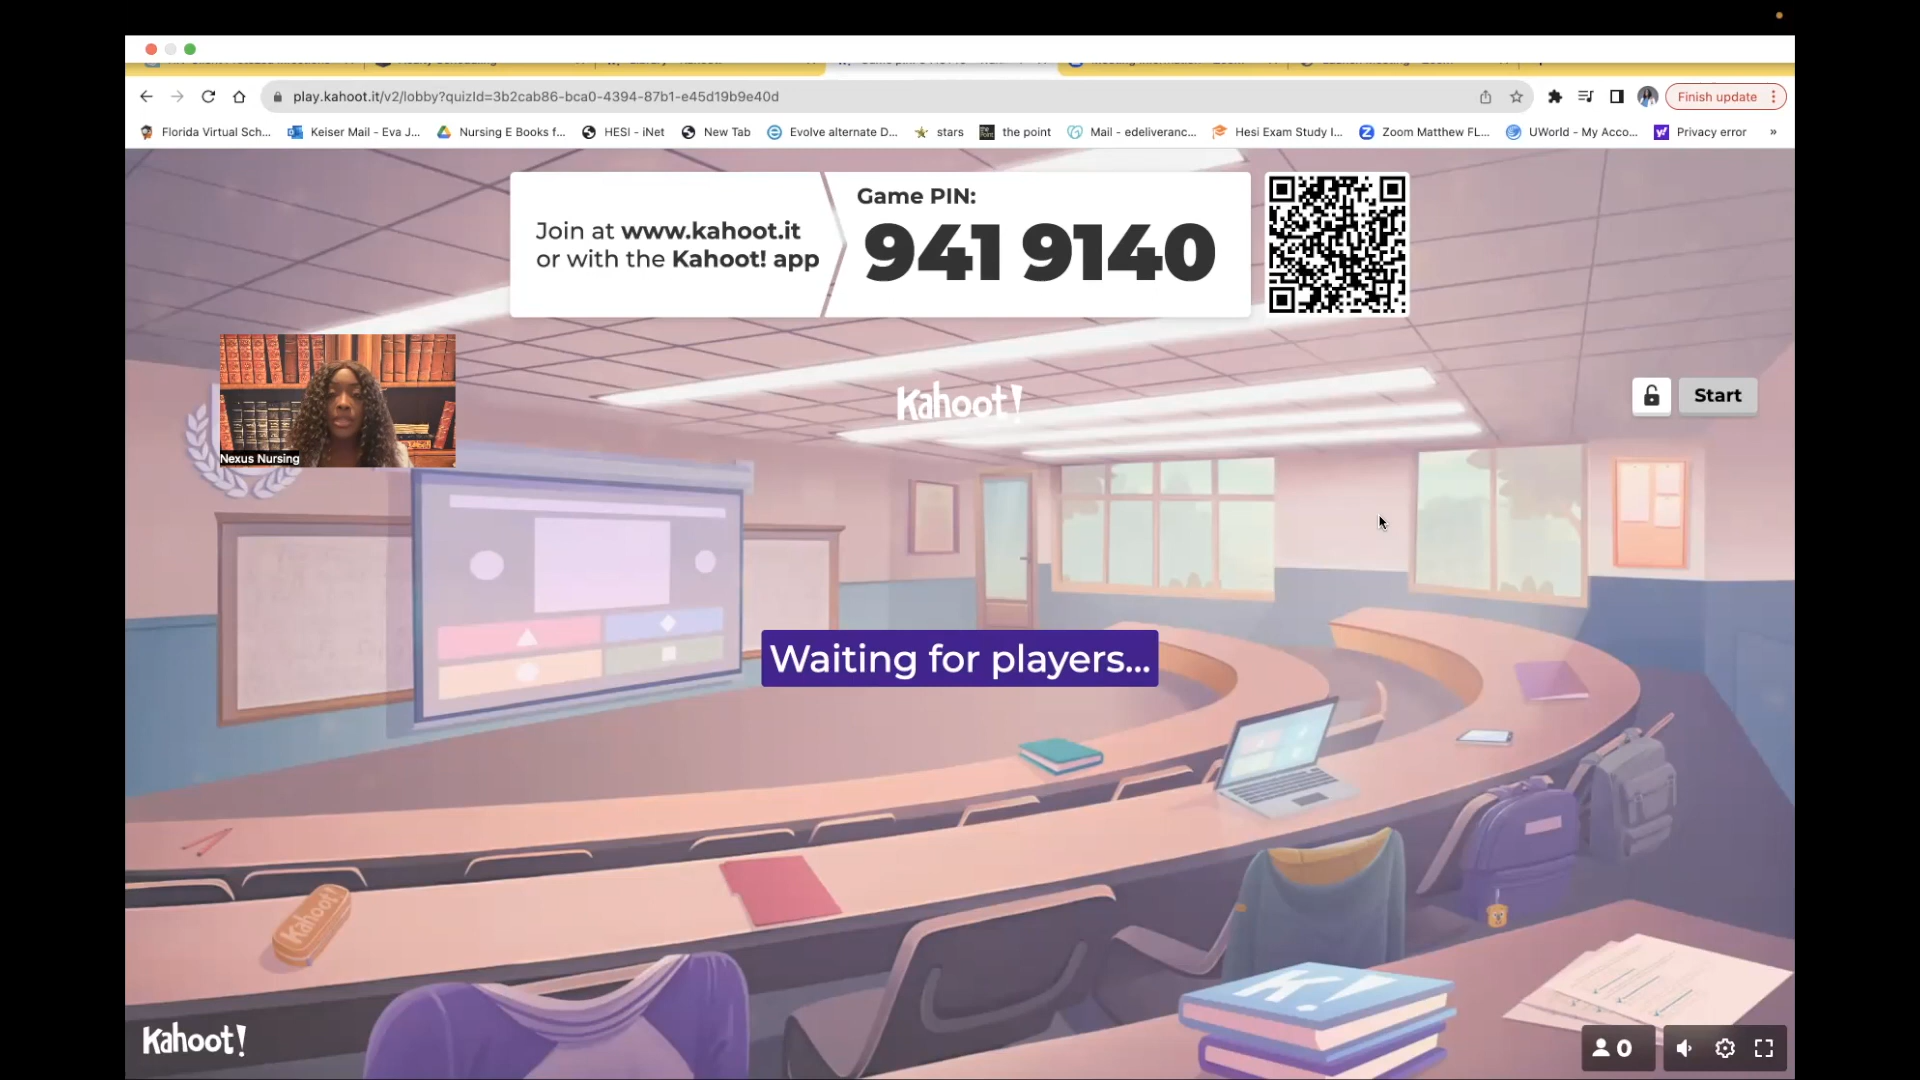 play.kahoot.it/v2/lobby?quizId=3b2cab86-bca0-4394-87b1-e45d19b9e40d
Finish update
Florida Virtual Sch...
Keiser Mail - Eva J...
Nursing E Books f...
HESI - iNet
New Tab
Evolve alternate D...
stars
the point
Mail - edeliveranc...
Hesi Exam Study I...
Zoom Matthew FL...
UWorld - My Acco...
Privacy error
»
Game PIN:
Join at www.kahoot.it
or with the Kahoot! app
941 9140
Kahoot!
Start
Nexus Nursing
Waiting for players...
Kahoot!
K!
Kahoot!
0